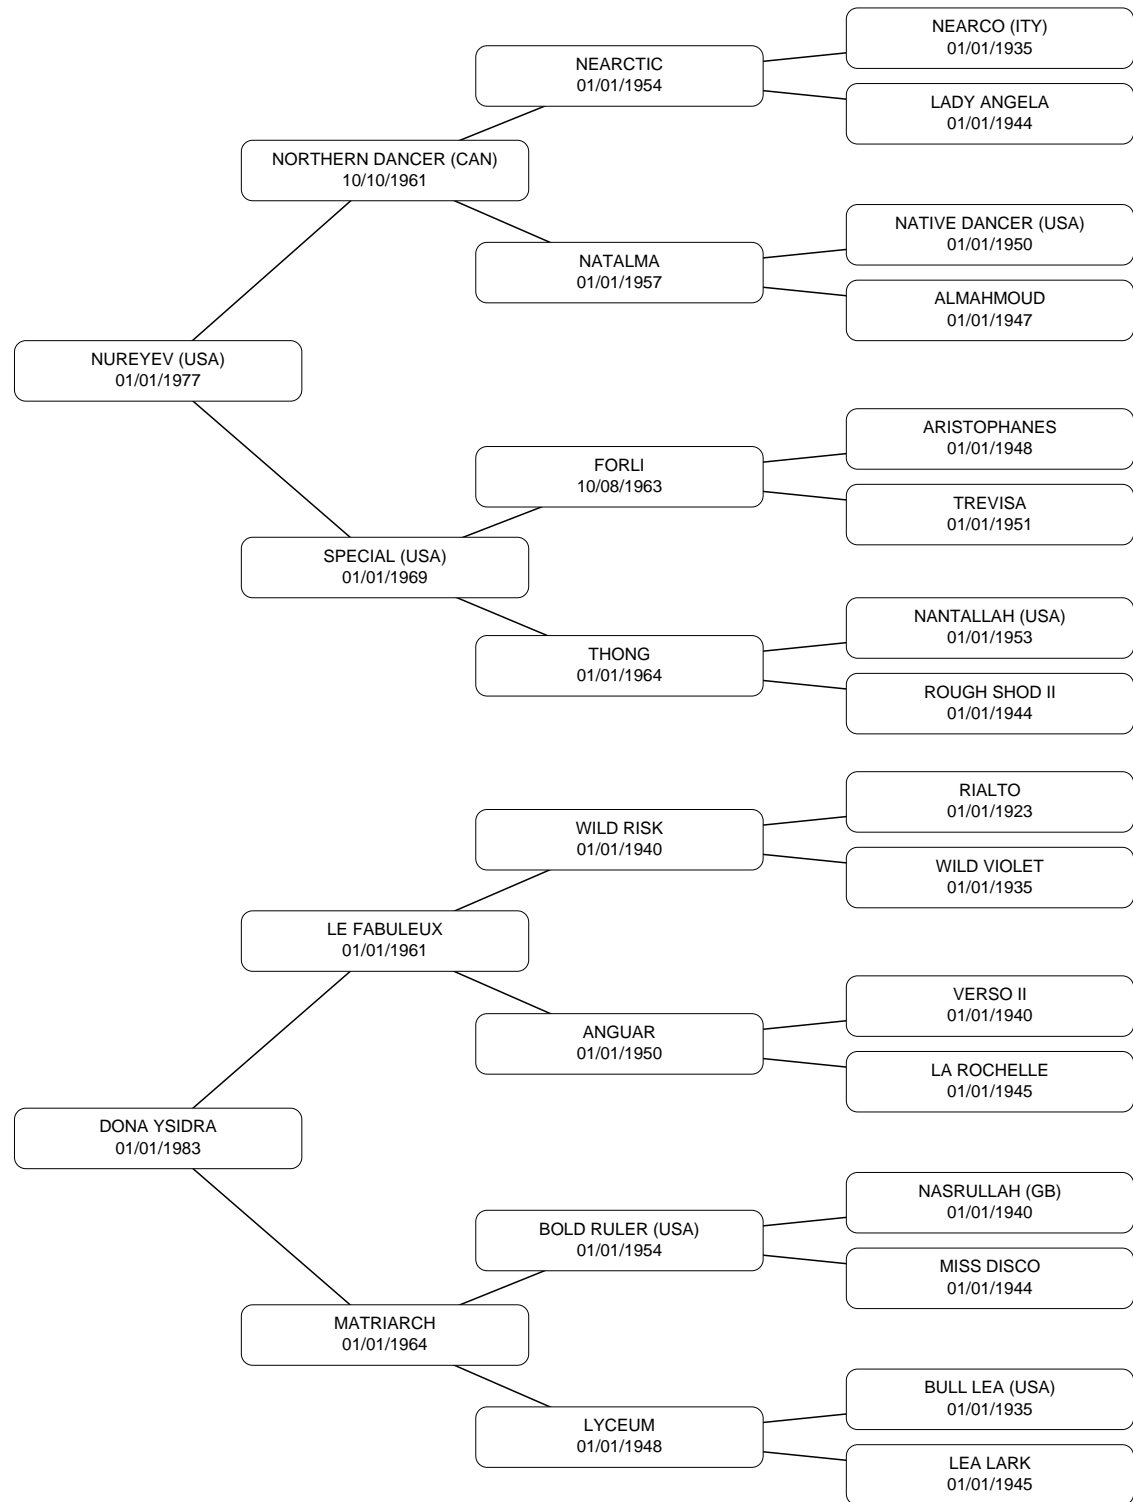 NEARCO (ITY)
01/01/1935
NEARCTIC
01/01/1954
LADY ANGELA
01/01/1944
NORTHERN DANCER (CAN)
10/10/1961
NATIVE DANCER (USA)
01/01/1950
NATALMA
01/01/1957
ALMAHMOUD
01/01/1947
NUREYEV (USA)
01/01/1977
ARISTOPHANES
01/01/1948
FORLI
10/08/1963
TREVISA
01/01/1951
SPECIAL (USA)
01/01/1969
NANTALLAH (USA)
01/01/1953
THONG
01/01/1964
ROUGH SHOD II
01/01/1944
RIALTO
01/01/1923
WILD RISK
01/01/1940
WILD VIOLET
01/01/1935
LE FABULEUX
01/01/1961
VERSO II
01/01/1940
ANGUAR
01/01/1950
LA ROCHELLE
01/01/1945
DONA YSIDRA
01/01/1983
NASRULLAH (GB)
01/01/1940
BOLD RULER (USA)
01/01/1954
MISS DISCO
01/01/1944
MATRIARCH
01/01/1964
BULL LEA (USA)
01/01/1935
LYCEUM
01/01/1948
LEA LARK
01/01/1945